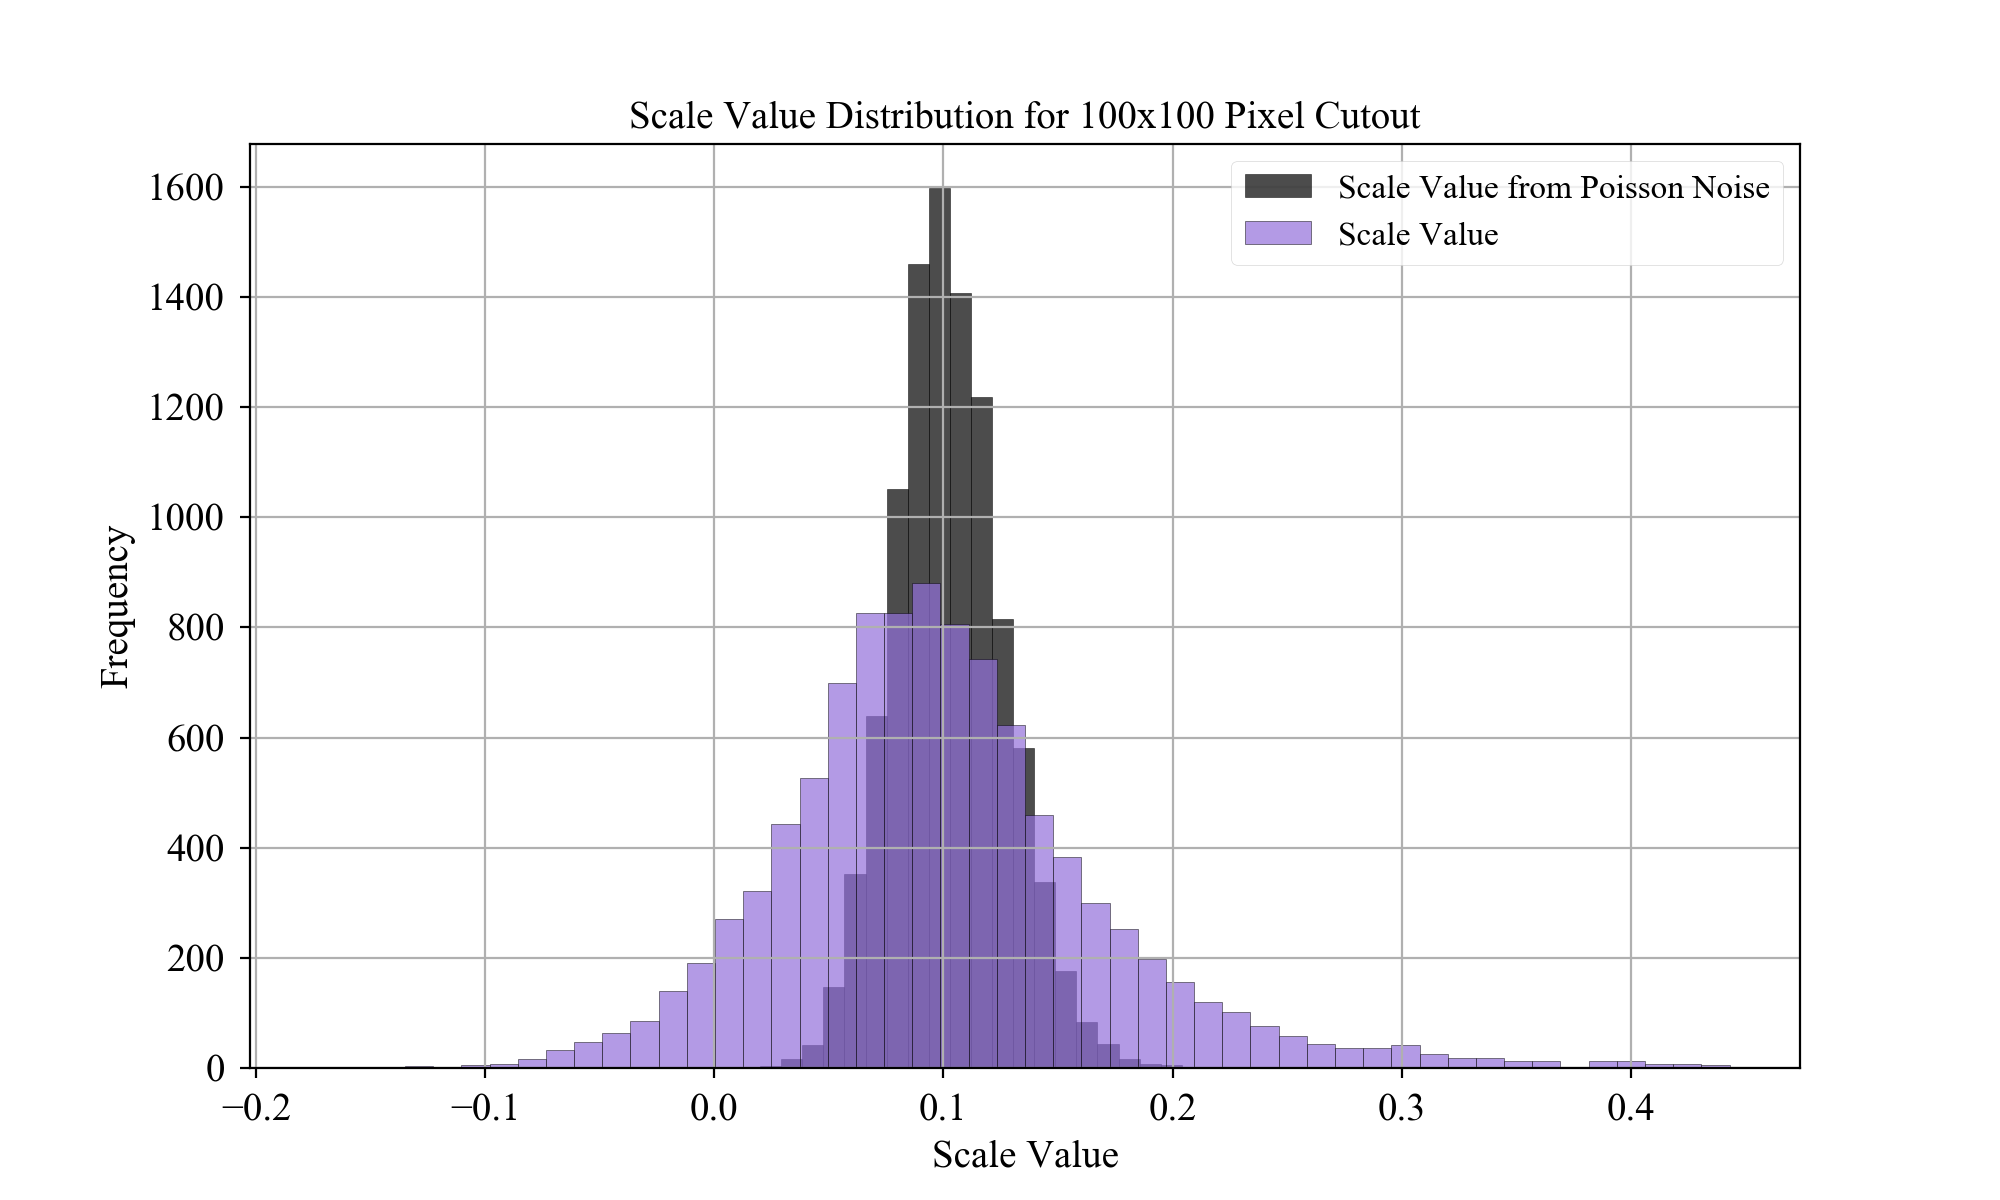 Scale Value Distribution for 100x100 Pixel Cutout
Scale Value from Poisson Noise
Scale Value
1600
1400
1200
1000
800
600
400
200
0
Frequency
−0.2 −0.1 0.0 0.1 0.2 0.3 0.4
Scale Value